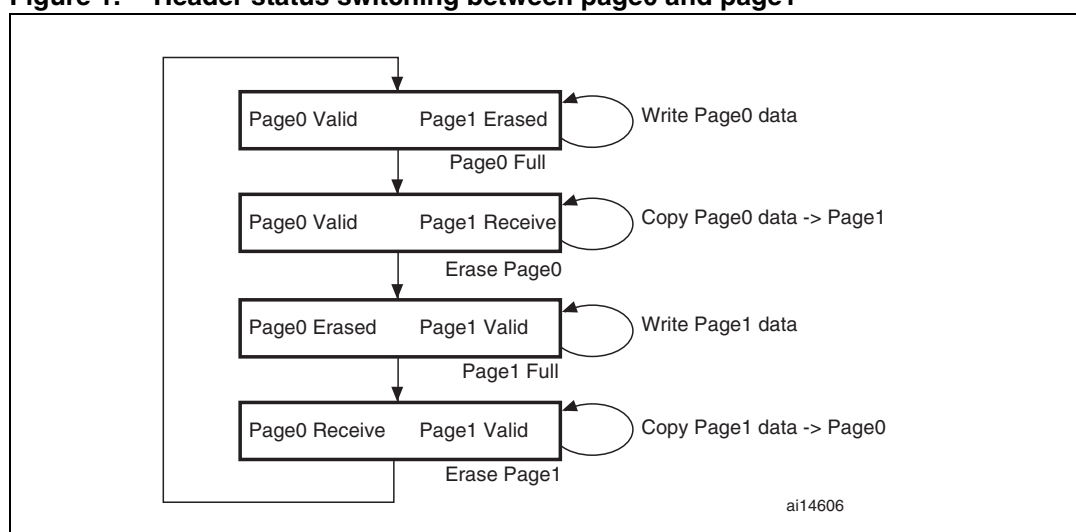 Figure 1. Header status switching between page0 and page1
Page0 Valid Page1 Erased
Write Page0 data
Page0 Full
Page0 Valid Page1 Receive
Copy Page0 data -> Page1
Erase Page0
Page0 Erased Page1 Valid
Write Page1 data
Page1 Full
Page0 Receive Page1 Valid
Copy Page1 data -> Page0
Erase Page1
ai14606